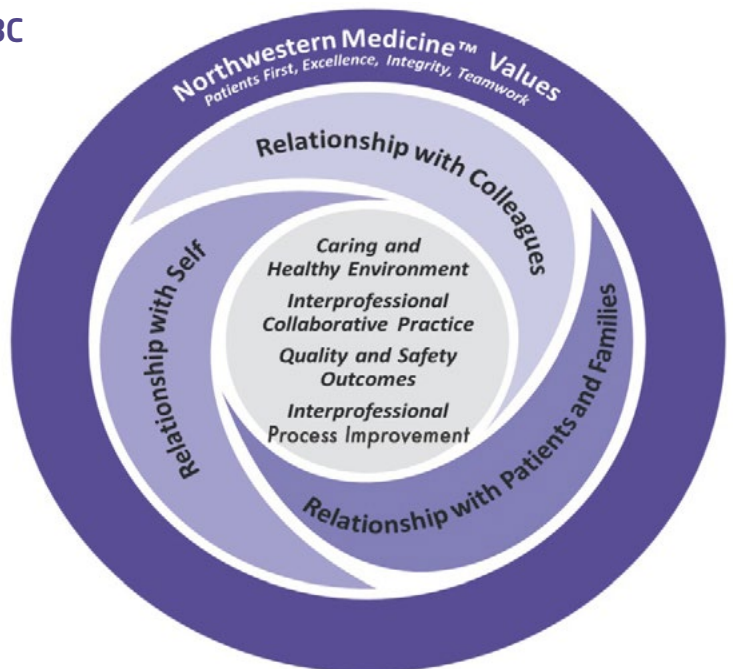 BC
Northwestern Medicine™ Values
Patients First, Excellence, Integrity, Teamwork
Relationship with Colleagues
Relationship with Self
Caring and
Healthy Environment
Interprofessional
Collaborative Practice
Quality and Safety
Outcomes
Interprofessional
Process Improvement
Relationship with Patients and Families